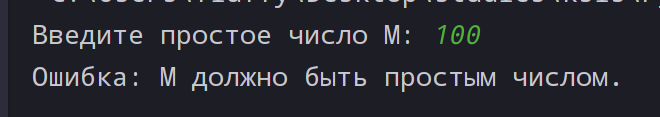 Введите простое число M: 100
Ошибка: M должно быть простым числом.